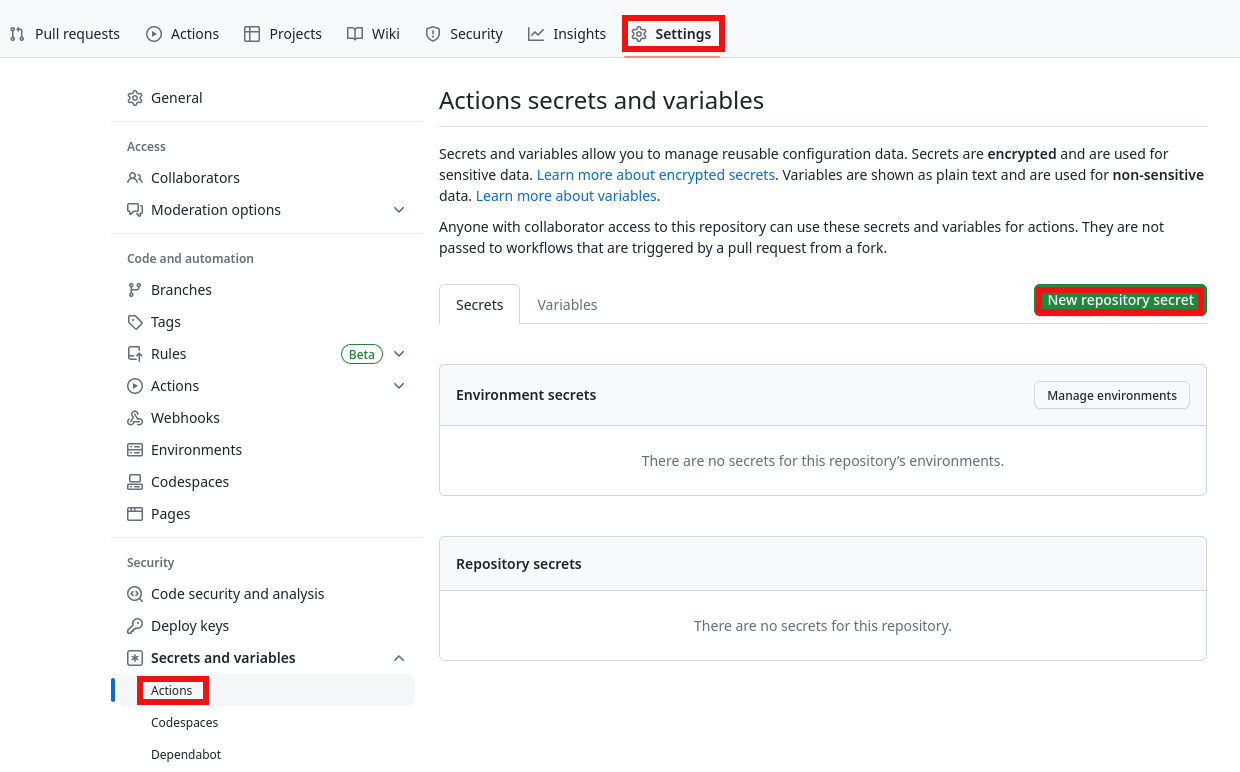 Pull requests
Actions
Projects
Wiki
Security
Insights
Settings
General
Access
Collaborators
Moderation options
Code and automation
Branches
Tags
Rules
Beta
Actions
Webhooks
Environments
Codespaces
Pages
Security
Code security and analysis
Deploy keys
Secrets and variables
Actions
Codespaces
Dependabot
Actions secrets and variables
Secrets and variables allow you to manage reusable configuration data. Secrets are encrypted and are used for
sensitive data. Learn more about encrypted secrets. Variables are shown as plain text and are used for non-sensitive
data. Learn more about variables.
Anyone with collaborator access to this repository can use these secrets and variables for actions. They are not
passed to workflows that are triggered by a pull request from a fork.
Secrets
Variables
New repository secret
Environment secrets
Manage environments
There are no secrets for this repository’s environments.
Repository secrets
There are no secrets for this repository.